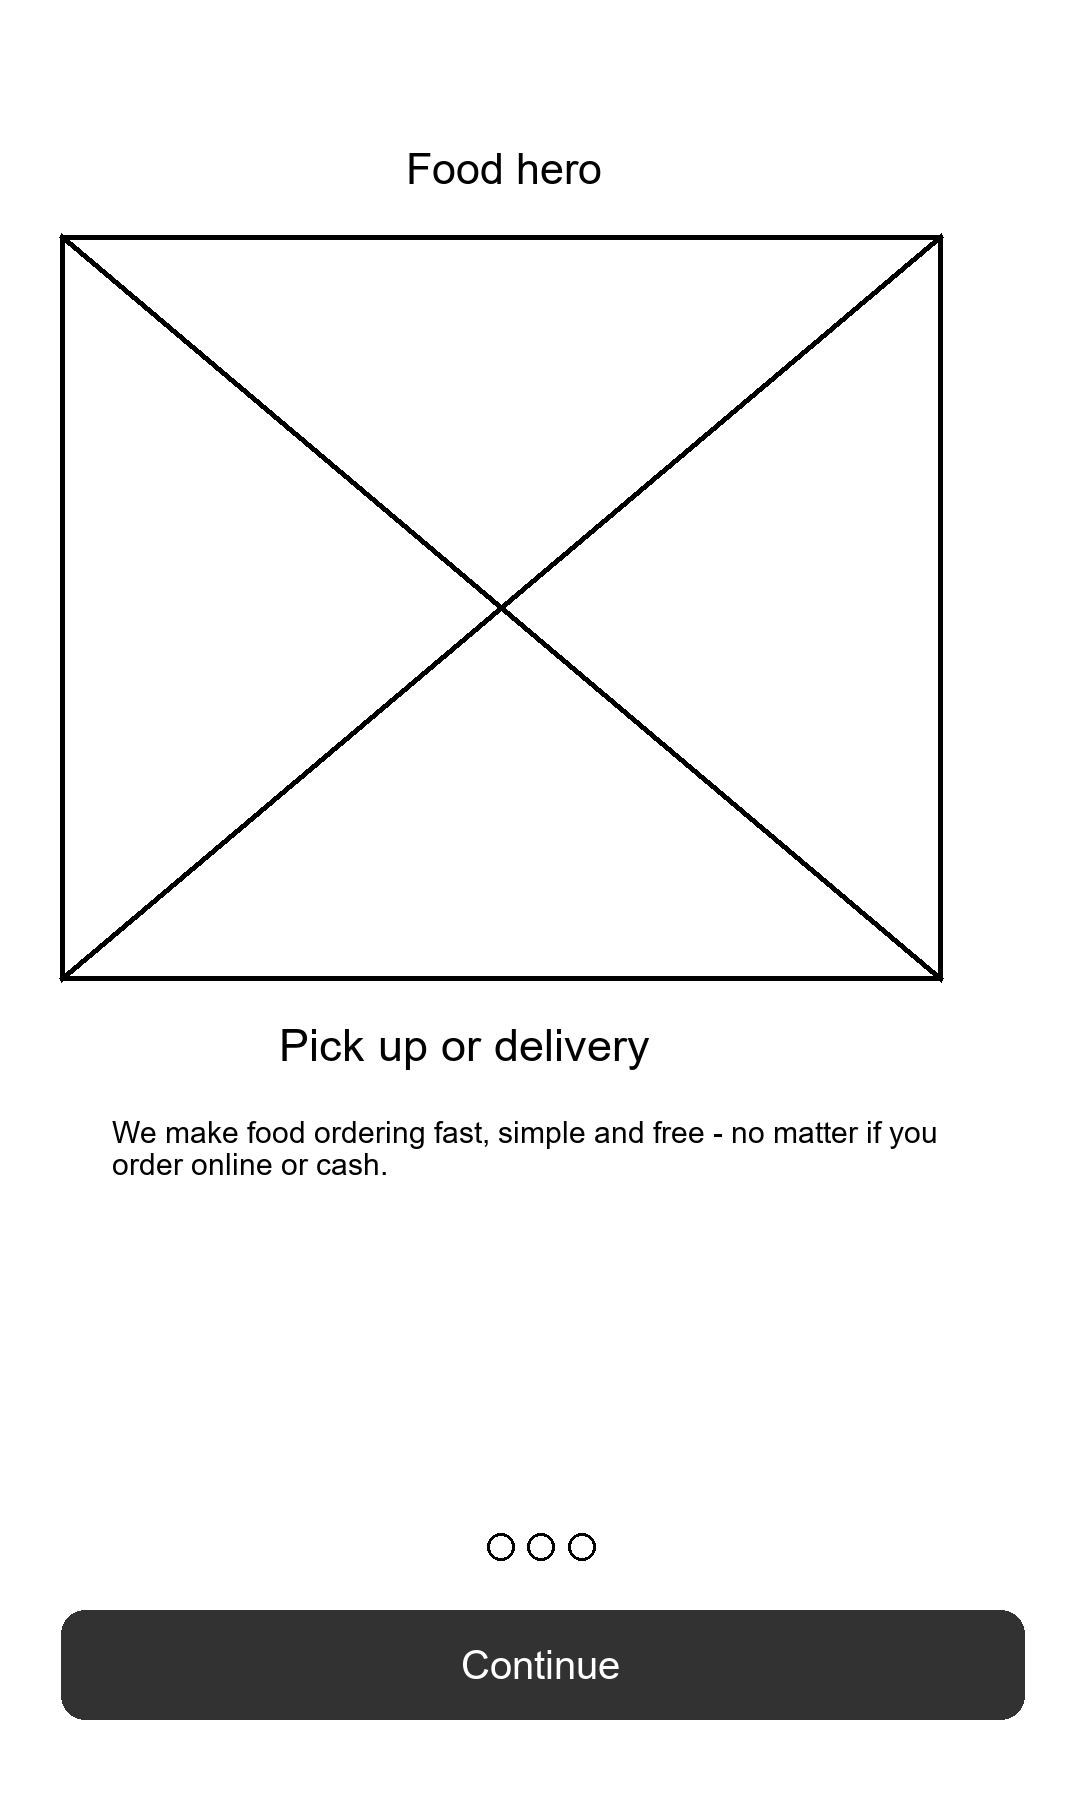 Food hero
Pick up or delivery
We make food ordering fast, simple and free - no matter if you
order online or cash.
Continue